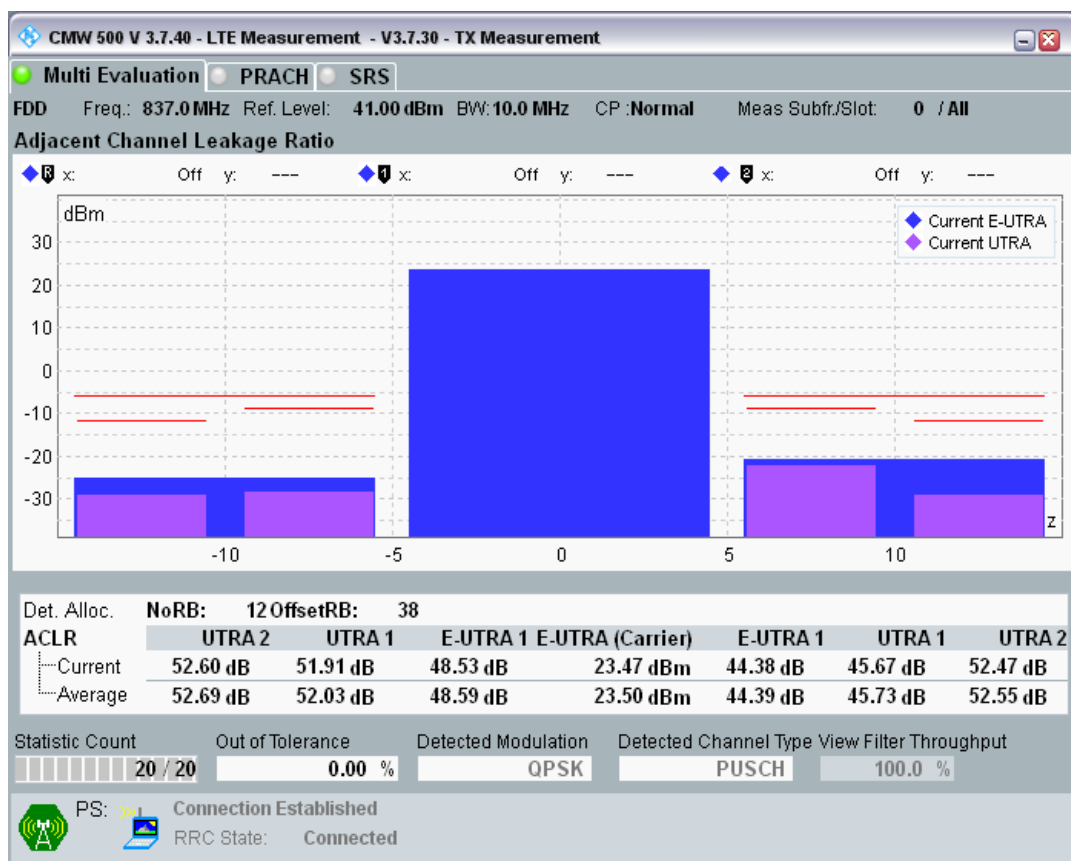 CMW 500 V 3.7.40 - LTE Measurement - V3.7.30 - TX Measurement
Multi Evaluation PRACH SRS
FDD Freq.: 837.0 MHz Ref. Level: 41.00 dBm BW: 10.0 MHz CP :Normal Meas Subfr./Slot: 0 / All
Adjacent Channel Leakage Ratio
R x: Off y: --- 1 x: Off y: --- 2 x: Off y: ---
dBm
Current E-UTRA
Current UTRA
30
20
10
0
-10
-20
-30
z
-10 -5 0 5 10
Det. Alloc. NoRB: 12 OffsetRB: 38
ACLR UTRA 2 UTRA 1 E-UTRA 1 E-UTRA (Carrier) E-UTRA 1 UTRA 1 UTRA 2
Current 52.60 dB 51.91 dB 48.53 dB 23.47 dBm 44.38 dB 45.67 dB 52.47 dB
Average 52.69 dB 52.03 dB 48.59 dB 23.50 dBm 44.39 dB 45.73 dB 52.55 dB
Statistic Count Out of Tolerance Detected Modulation Detected Channel Type View Filter Throughput
20 / 20 0.00 % QPSK PUSCH 100.0 %
PS: Connection Established
RRC State: Connected